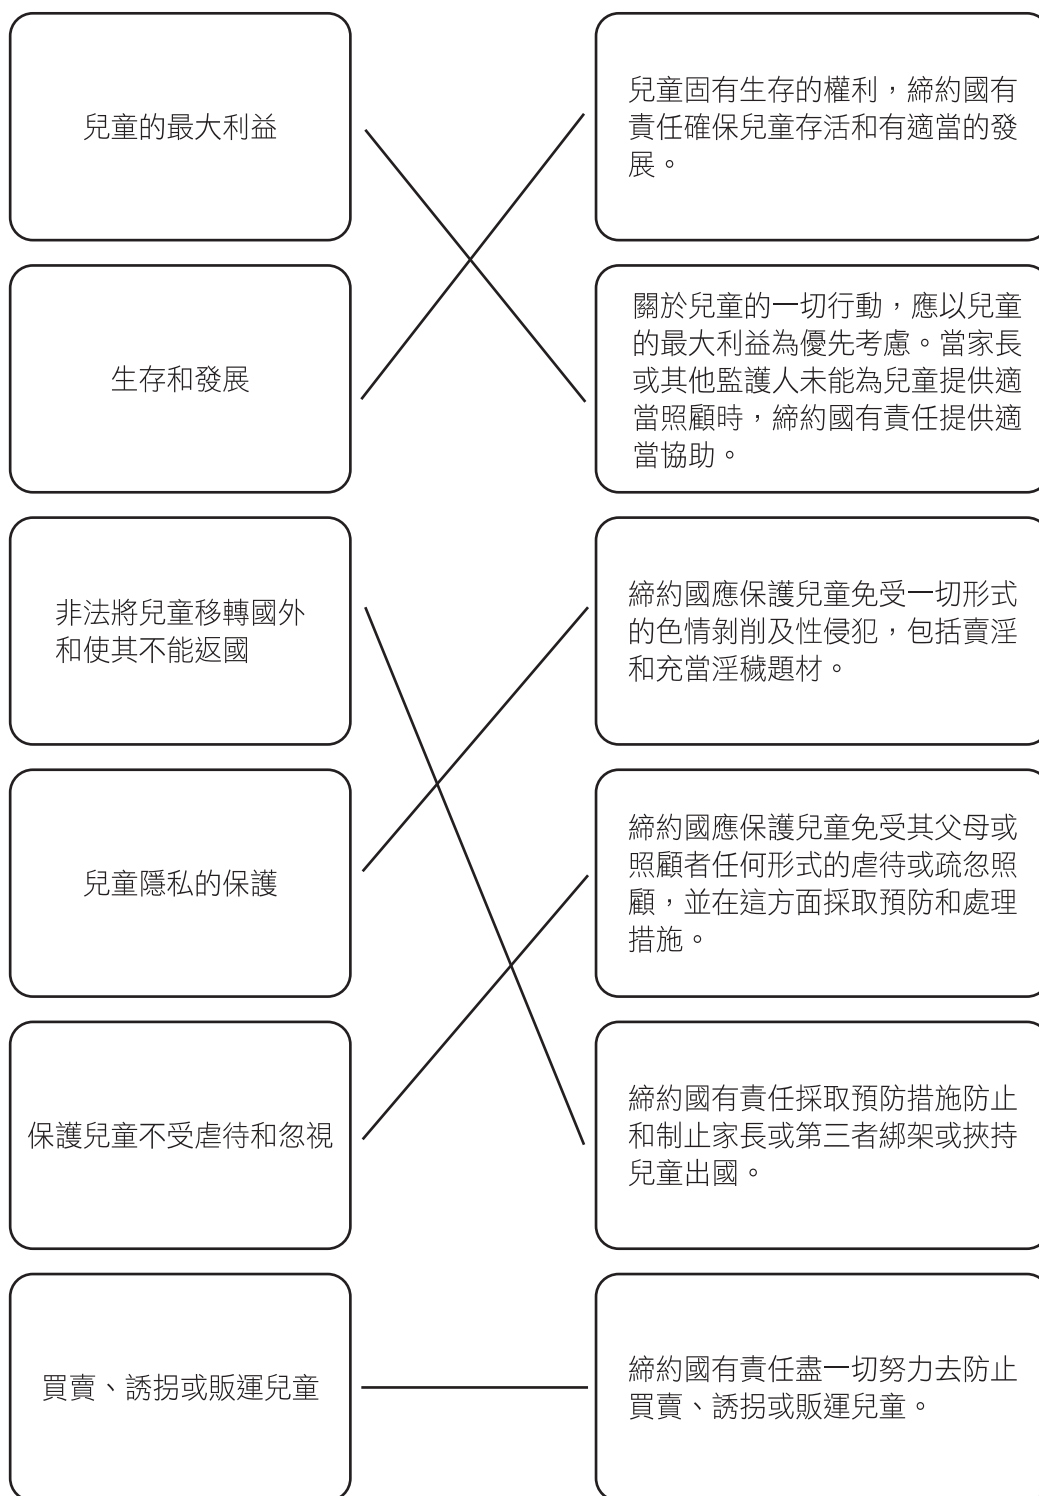 兒童的最大利益
兒童固有生存的權利，締約國有
責任確保兒童存活和有適當的發
展。
生存和發展
關於兒童的一切行動，應以兒童
的最大利益為優先考慮。當家長
或其他監護人未能為兒童提供適
當照顧時，締約國有責任提供適
當協助。
非法將兒童移轉國外
和使其不能返國
締約國應保護兒童免受一切形式
的色情剝削及性侵犯，包括賣淫
和充當淫穢題材。
兒童隱私的保護
締約國應保護兒童免受其父母或
照顧者任何形式的虐待或疏忽照
顧，並在這方面採取預防和處理
措施。
保護兒童不受虐待和忽視
締約國有責任採取預防措施防止
和制止家長或第三者綁架或挾持
兒童出國。
買賣、誘拐或販運兒童
締約國有責任盡一切努力去防止
買賣、誘拐或販運兒童。